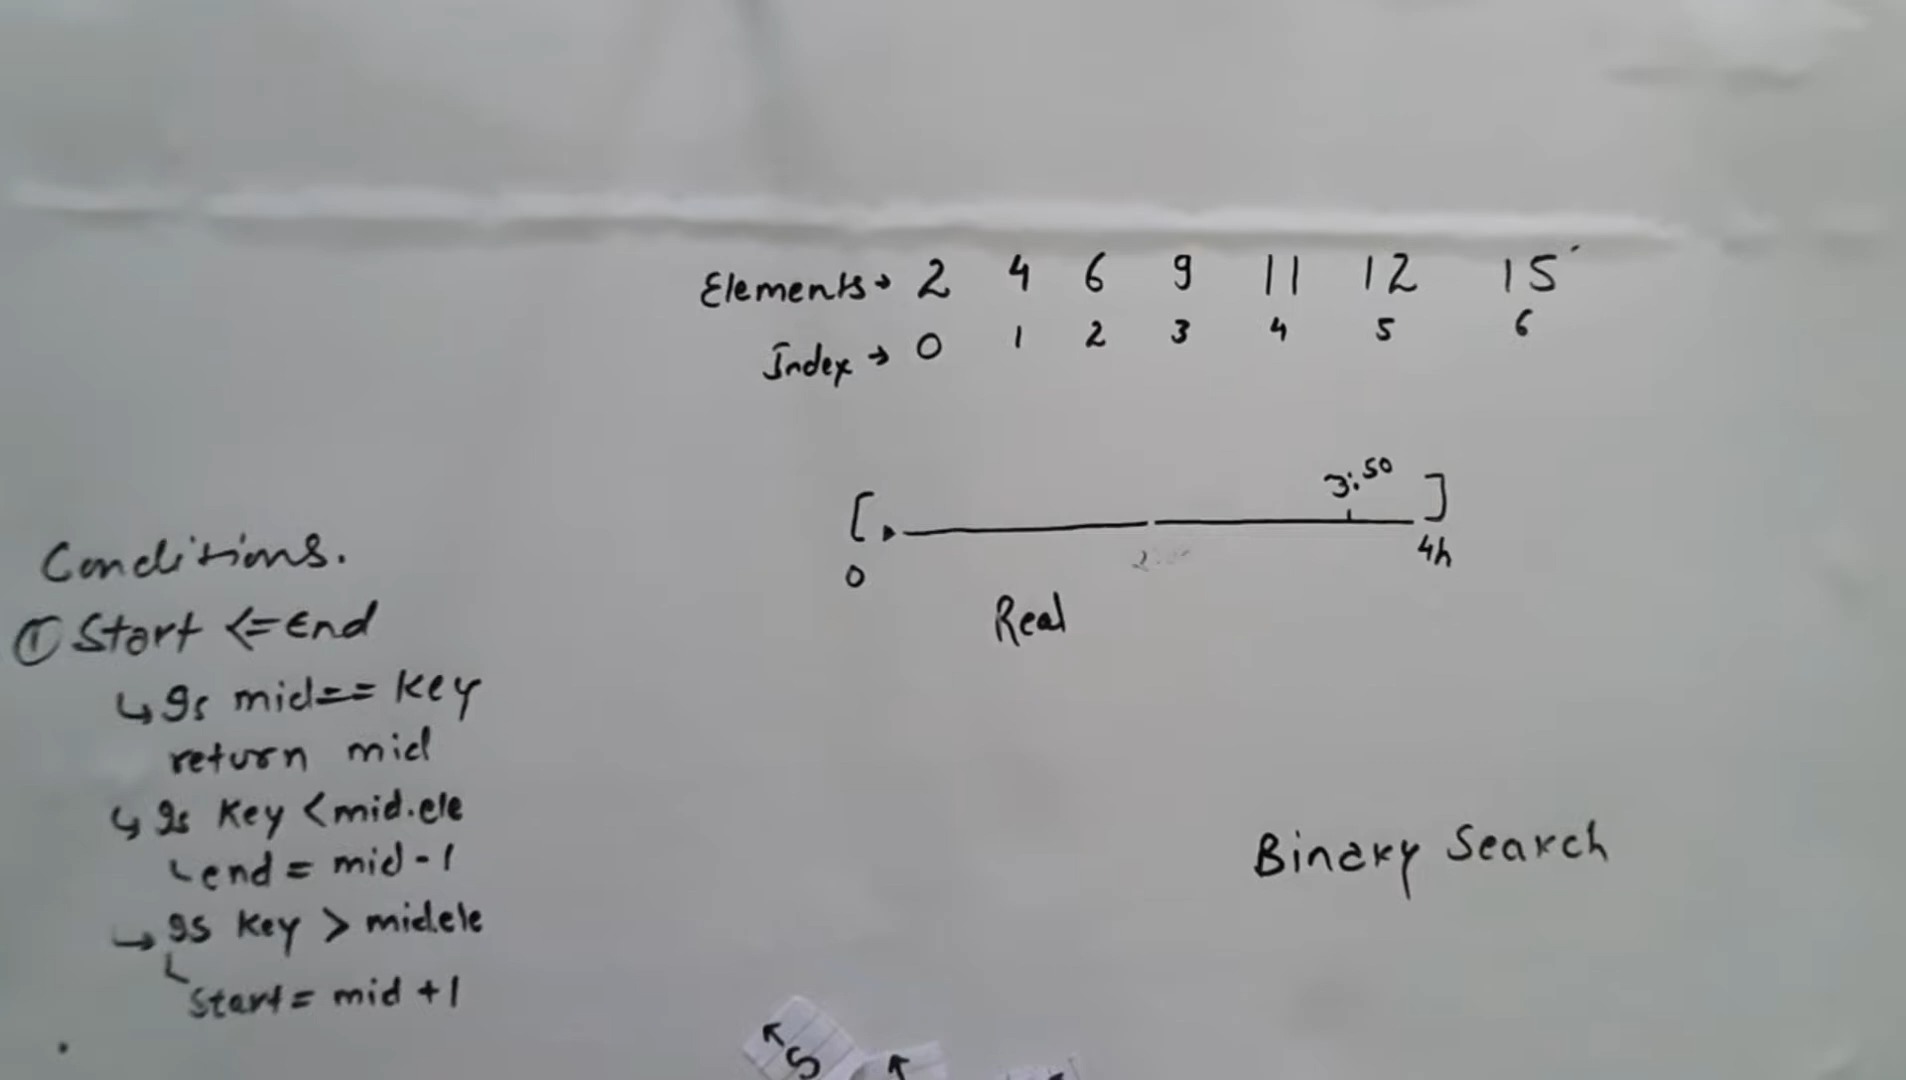 Elements → 2 4 6 9 11 12 15
Index → 0 1 2 3 4 5 6
3:50
[ ]
0 4h
Real
Conditions.
① Start <= End
↳ Is mid == key
return mid
↳ Is key < mid.ele
end = mid - 1
↳ Is key > mid.ele
Start = mid + 1
Binary Search
↖ S
↖